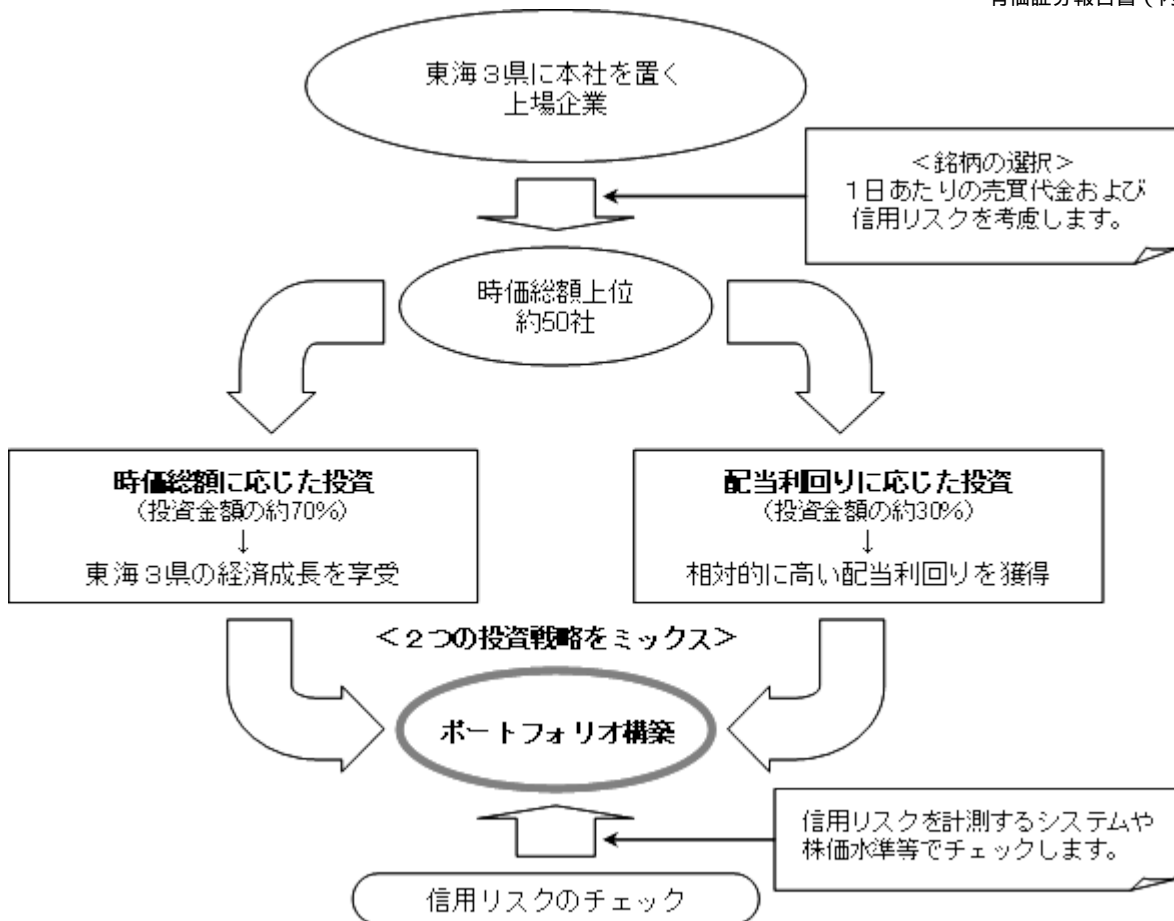 有価証券報告書（内
東海３県に本社を置く
上場企業
＜銘柄の選択＞
１日あたりの売買代金および
信用リスクを考慮します。
時価総額上位
約50社
時価総額に応じた投資
（投資金額の約70％）
↓
東海３県の経済成長を享受
配当利回りに応じた投資
（投資金額の約30％）
↓
相対的に高い配当利回りを獲得
＜２つの投資戦略をミックス＞
ポートフォリオ構築
信用リスクを計測するシステムや
株価水準等でチェックします。
信用リスクのチェック